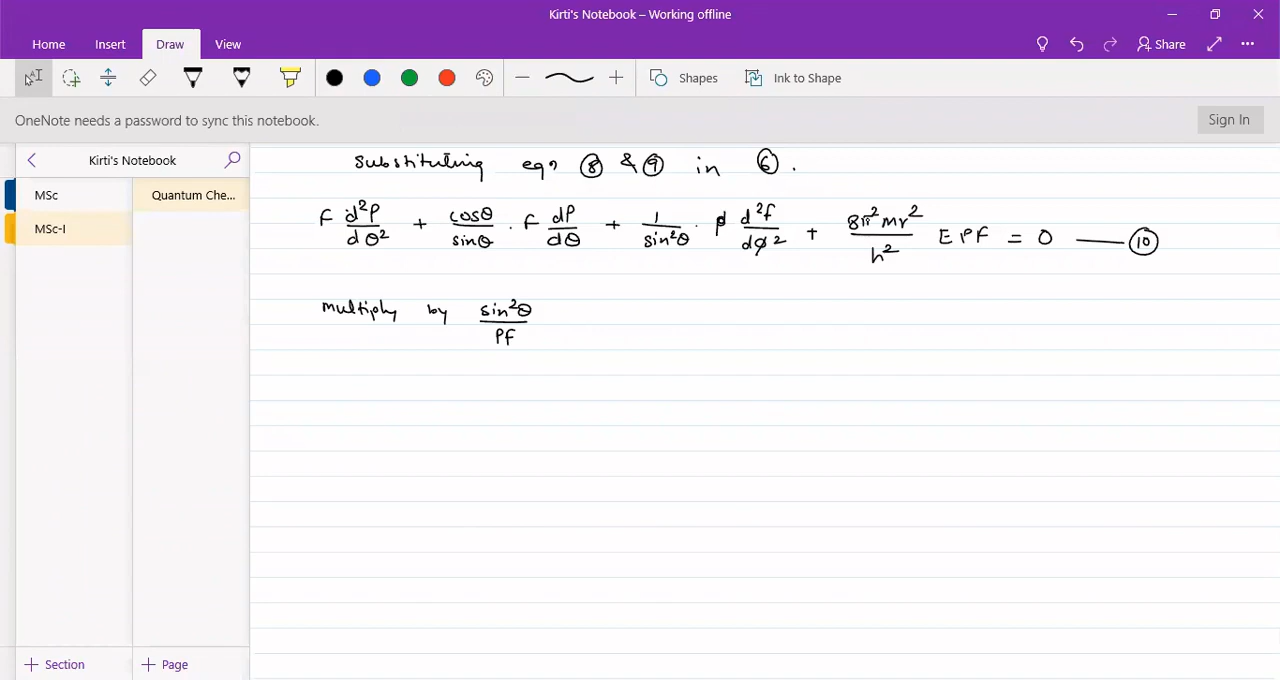 Kirti's Notebook – Working offline
Home Insert Draw View Share
Shapes Ink to Shape
OneNote needs a password to sync this notebook. Sign In
Kirti's Notebook
MSc Quantum Che...
MSc-I
Substituting eqn ⑧ & ⑨ in ⑥.
F d²P/dθ² + cosθ/sinθ . F dP/dθ + 1/sin²θ . P d²f/dφ² + 8π²mr²/h² E PF = 0 —— ⑩
Multiply by sin²θ/PF
Section Page